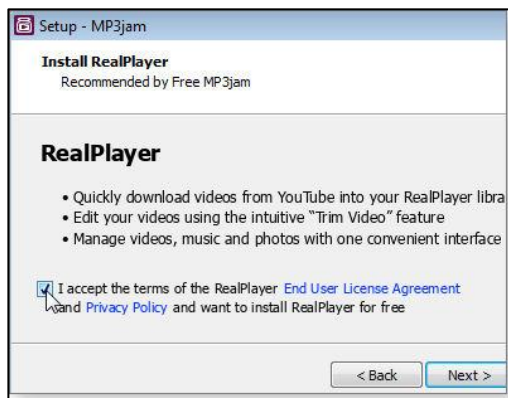 Setup - MP3jam
Install RealPlayer
Recommended by Free MP3jam
RealPlayer
• Quickly download videos from YouTube into your RealPlayer libra
• Edit your videos using the intuitive "Trim Video" feature
• Manage videos, music and photos with one convenient interface
I accept the terms of the RealPlayer End User License Agreement
and Privacy Policy and want to install RealPlayer for free
< Back Next >